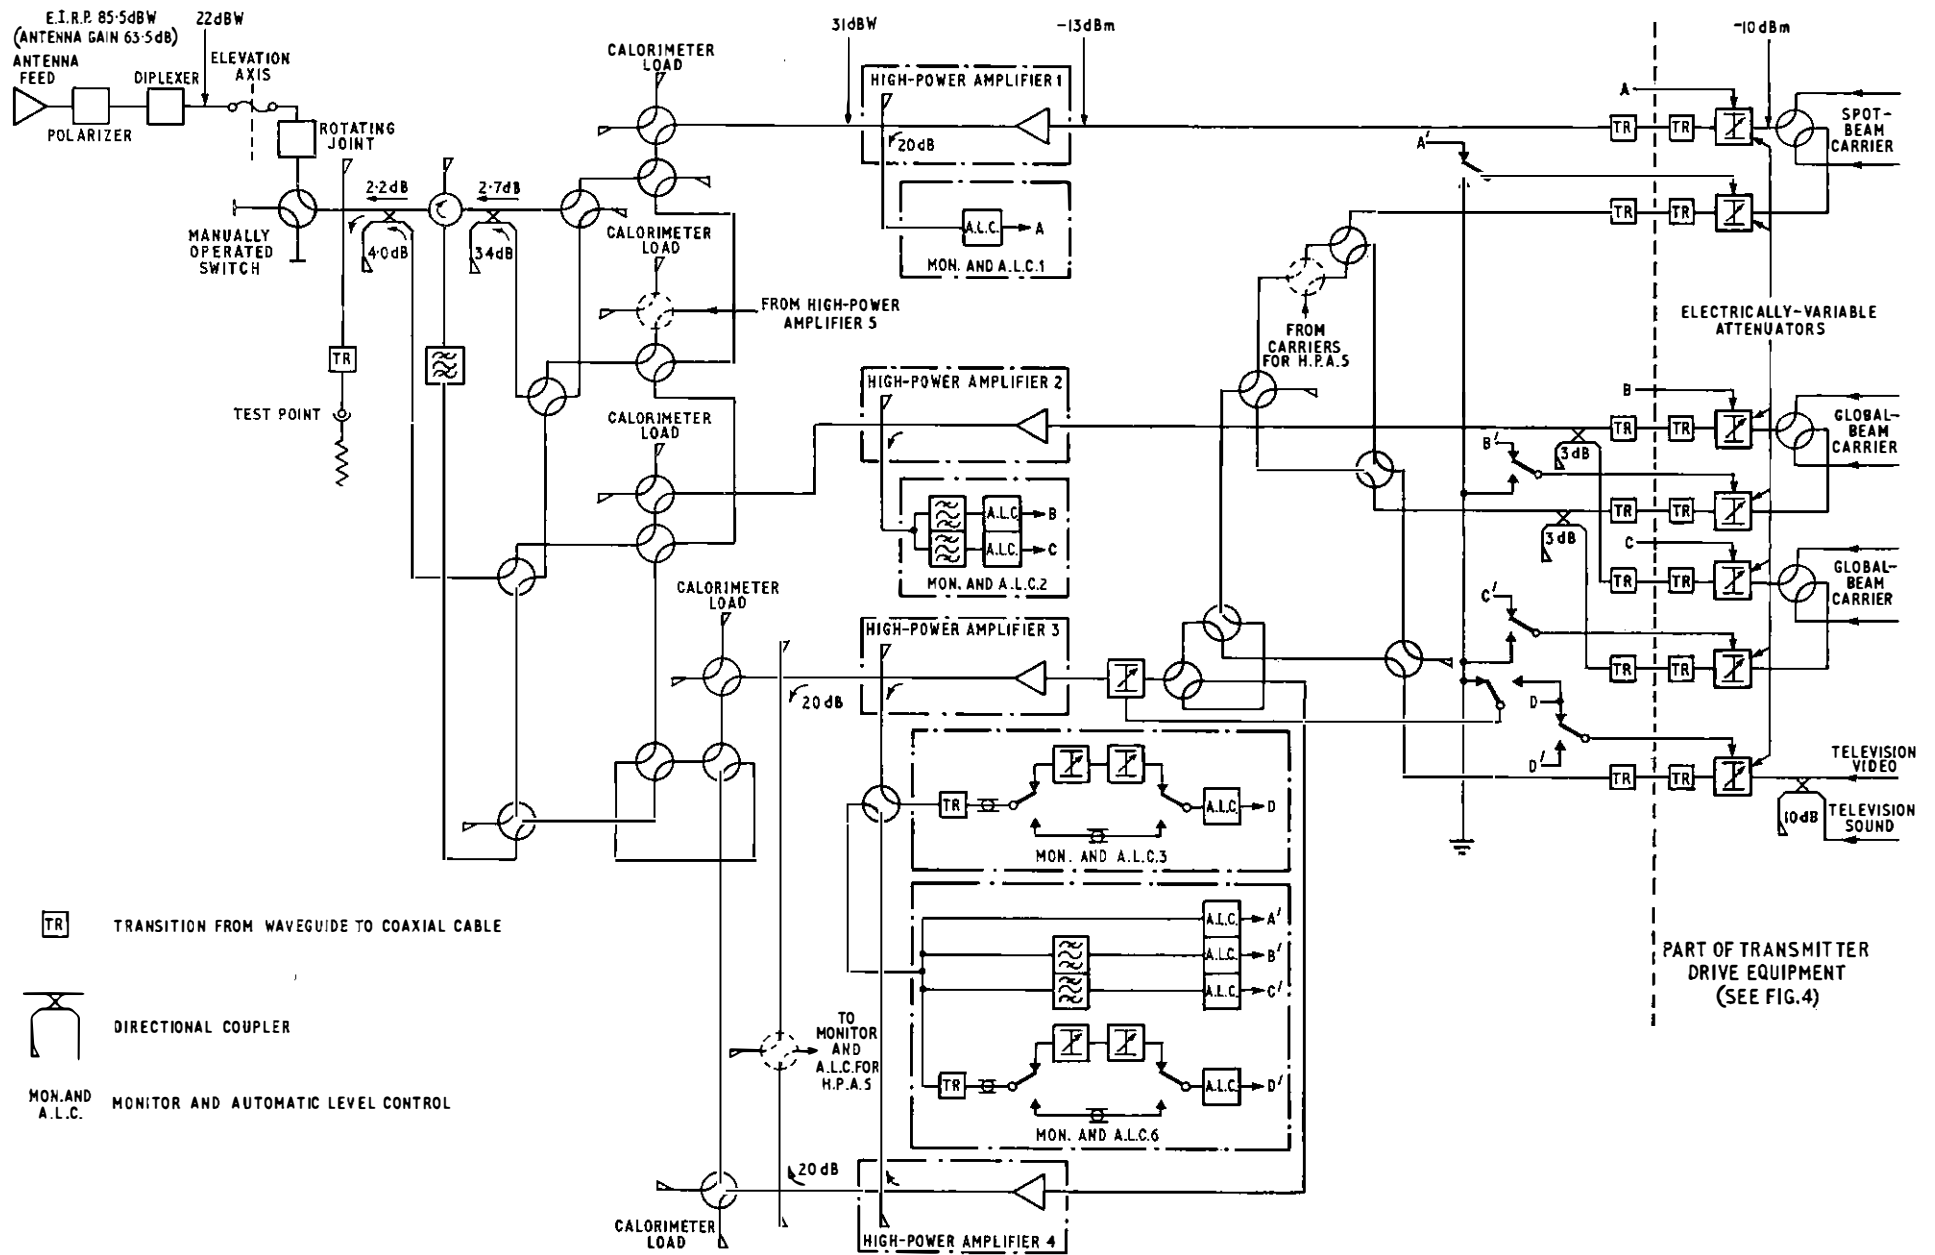 E.I.R.P. 85·5dBW
(ANTENNA GAIN 63·5dB)
22dBW
ANTENNA
FEED
DIPLEXER
ELEVATION
AXIS
POLARIZER
ROTATING
JOINT
CALORIMETER
LOAD
31dBW
-13dBm
-10dBm
HIGH-POWER AMPLIFIER 1
20dB
A.L.C.
A
MON. AND A.L.C.1
A
A′
TR
TR
SPOT-
BEAM
CARRIER
TR
TR
MANUALLY
OPERATED
SWITCH
2·2dB
4·0dB
2·7dB
3·4dB
CALORIMETER
LOAD
FROM HIGH-POWER
AMPLIFIER 5
FROM
CARRIERS
FOR H.P.A.5
ELECTRICALLY-VARIABLE
ATTENUATORS
TR
TEST POINT
CALORIMETER
LOAD
HIGH-POWER AMPLIFIER 2
A.L.C.
B
A.L.C.
C
MON. AND A.L.C.2
B
TR
TR
3dB
B′
GLOBAL-
BEAM
CARRIER
TR
TR
3dB
C
TR
TR
GLOBAL-
BEAM
CARRIER
C′
TR
TR
CALORIMETER
LOAD
HIGH-POWER AMPLIFIER 3
20dB
D
D′
TR
TR
TELEVISION
VIDEO
10dB
TELEVISION
SOUND
TR
A.L.C.
D
MON. AND A.L.C.3
A.L.C.
A′
A.L.C.
B′
A.L.C.
C′
TR
A.L.C.
D′
MON. AND A.L.C.6
TO
MONITOR
AND
A.L.C.FOR
H.P.A.5
PART OF TRANSMITTER
DRIVE EQUIPMENT
(SEE FIG.4)
20dB
CALORIMETER
LOAD
HIGH-POWER AMPLIFIER 4
TR
TRANSITION FROM WAVEGUIDE TO COAXIAL CABLE
DIRECTIONAL COUPLER
MON.AND
A.L.C.
MONITOR AND AUTOMATIC LEVEL CONTROL